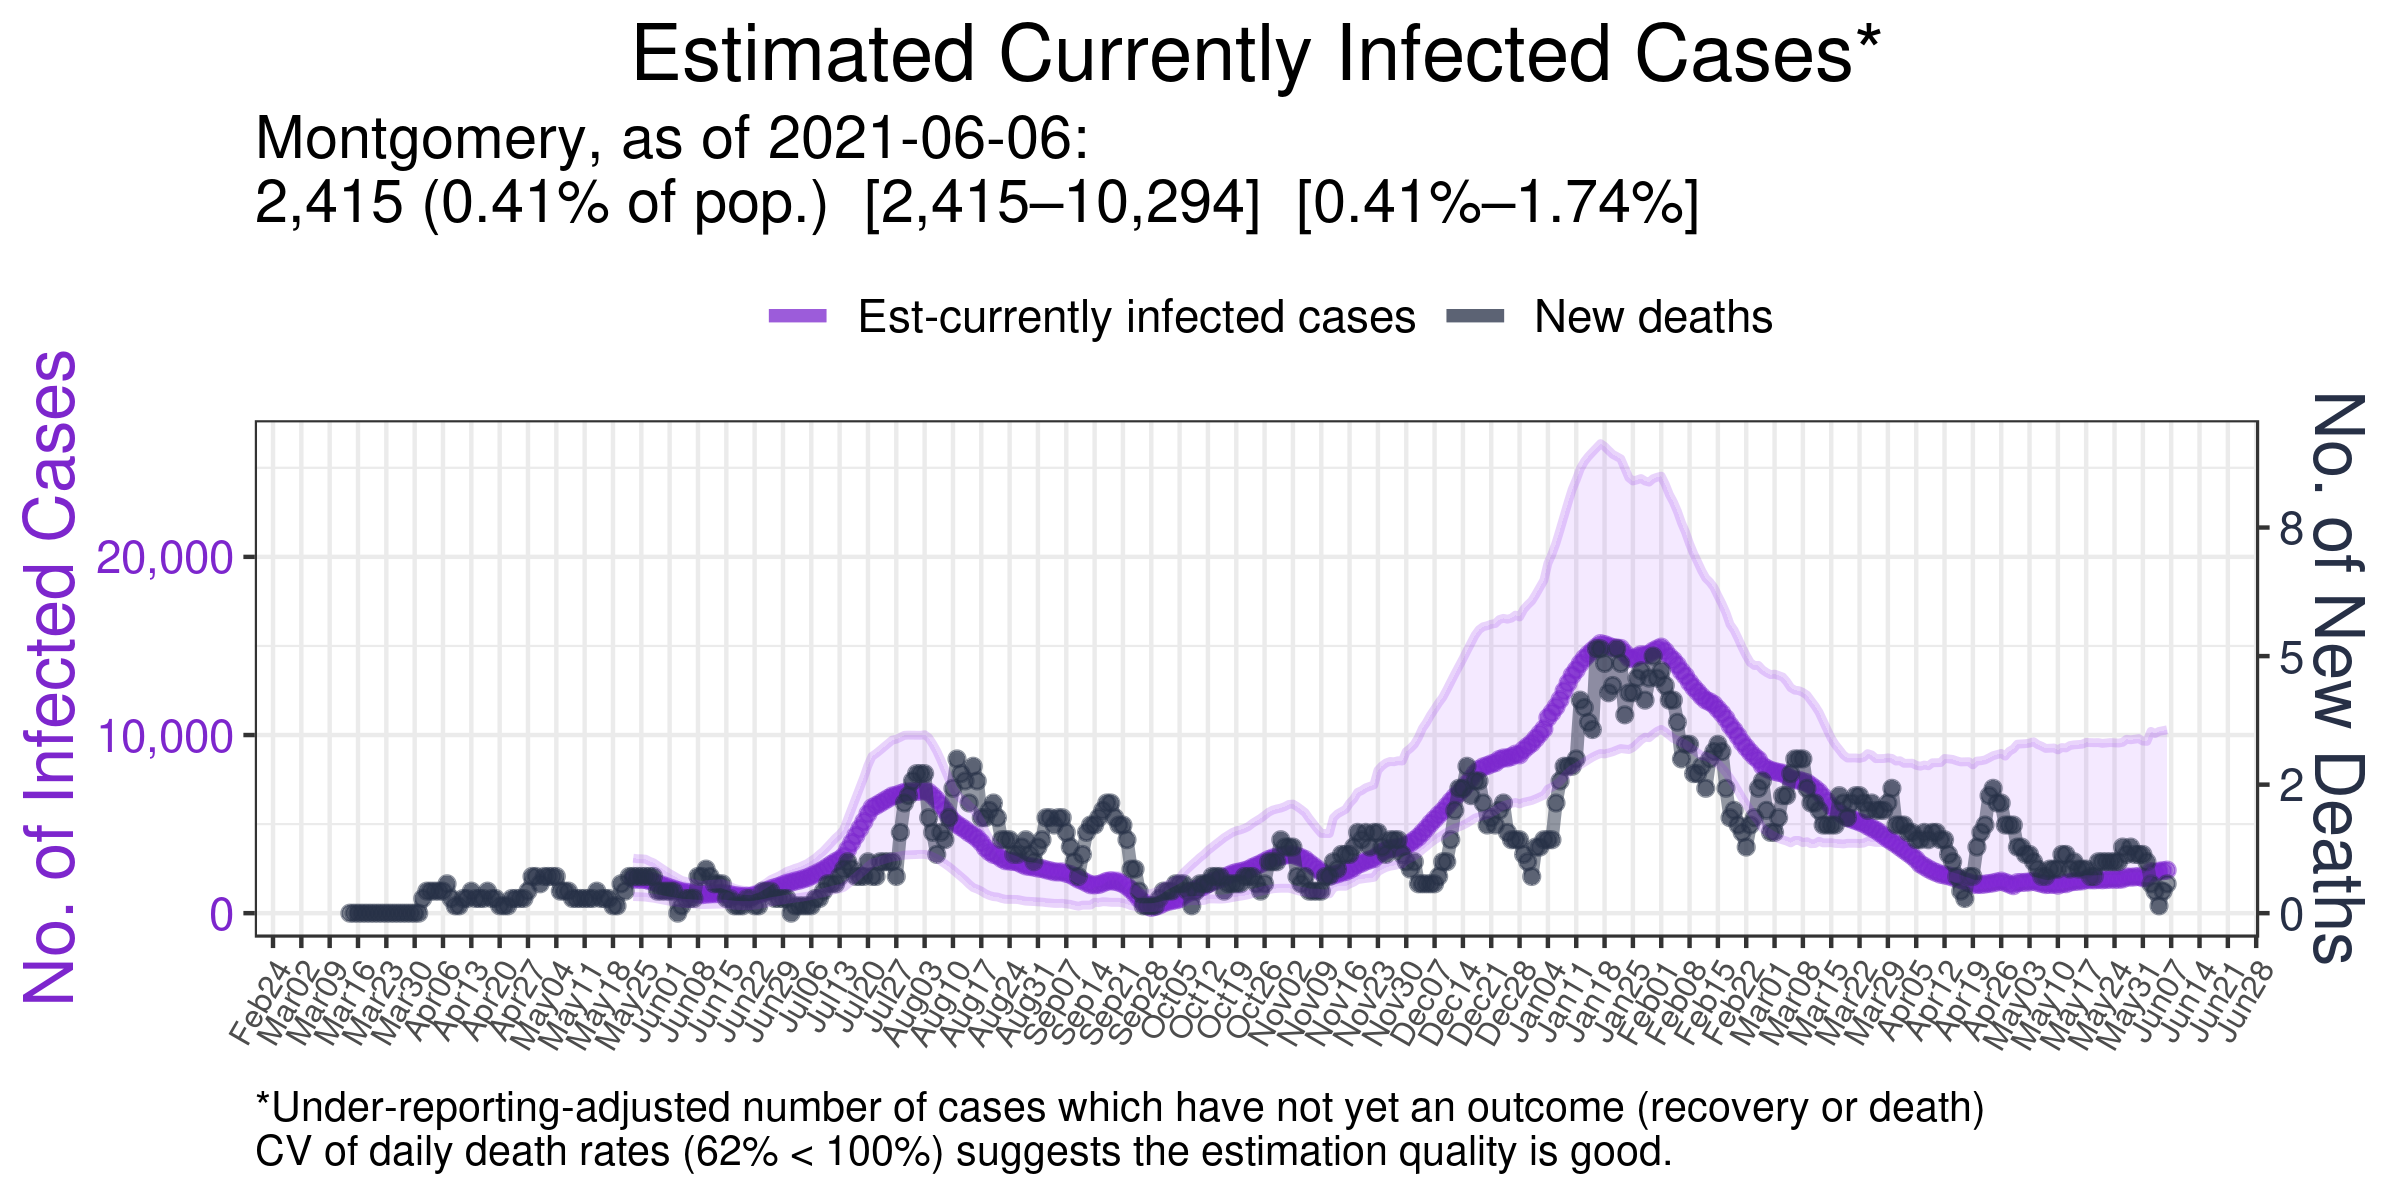 Estimated Currently Infected Cases*
Montgomery, as of 2021-06-06:
2,415 (0.41% of pop.) [2,415–10,294] [0.41%–1.74%]
Est-currently infected cases
New deaths
No. of Infected Cases
20,000
10,000
0
No. of New Deaths
8
5
2
0
Feb24
Mar02
Mar09
Mar16
Mar23
Mar30
Apr06
Apr13
Apr20
Apr27
May04
May11
May18
May25
Jun01
Jun08
Jun15
Jun22
Jun29
Jul06
Jul13
Jul20
Jul27
Aug03
Aug10
Aug17
Aug24
Aug31
Sep07
Sep14
Sep21
Sep28
Oct05
Oct12
Oct19
Oct26
Nov02
Nov09
Nov16
Nov23
Nov30
Dec07
Dec14
Dec21
Dec28
Jan04
Jan11
Jan18
Jan25
Feb01
Feb08
Feb15
Feb22
Mar01
Mar08
Mar15
Mar22
Mar29
Apr05
Apr12
Apr19
Apr26
May03
May10
May17
May24
May31
Jun07
Jun14
Jun21
Jun28
*Under-reporting-adjusted number of cases which have not yet an outcome (recovery or death)
CV of daily death rates (62% < 100%) suggests the estimation quality is good.